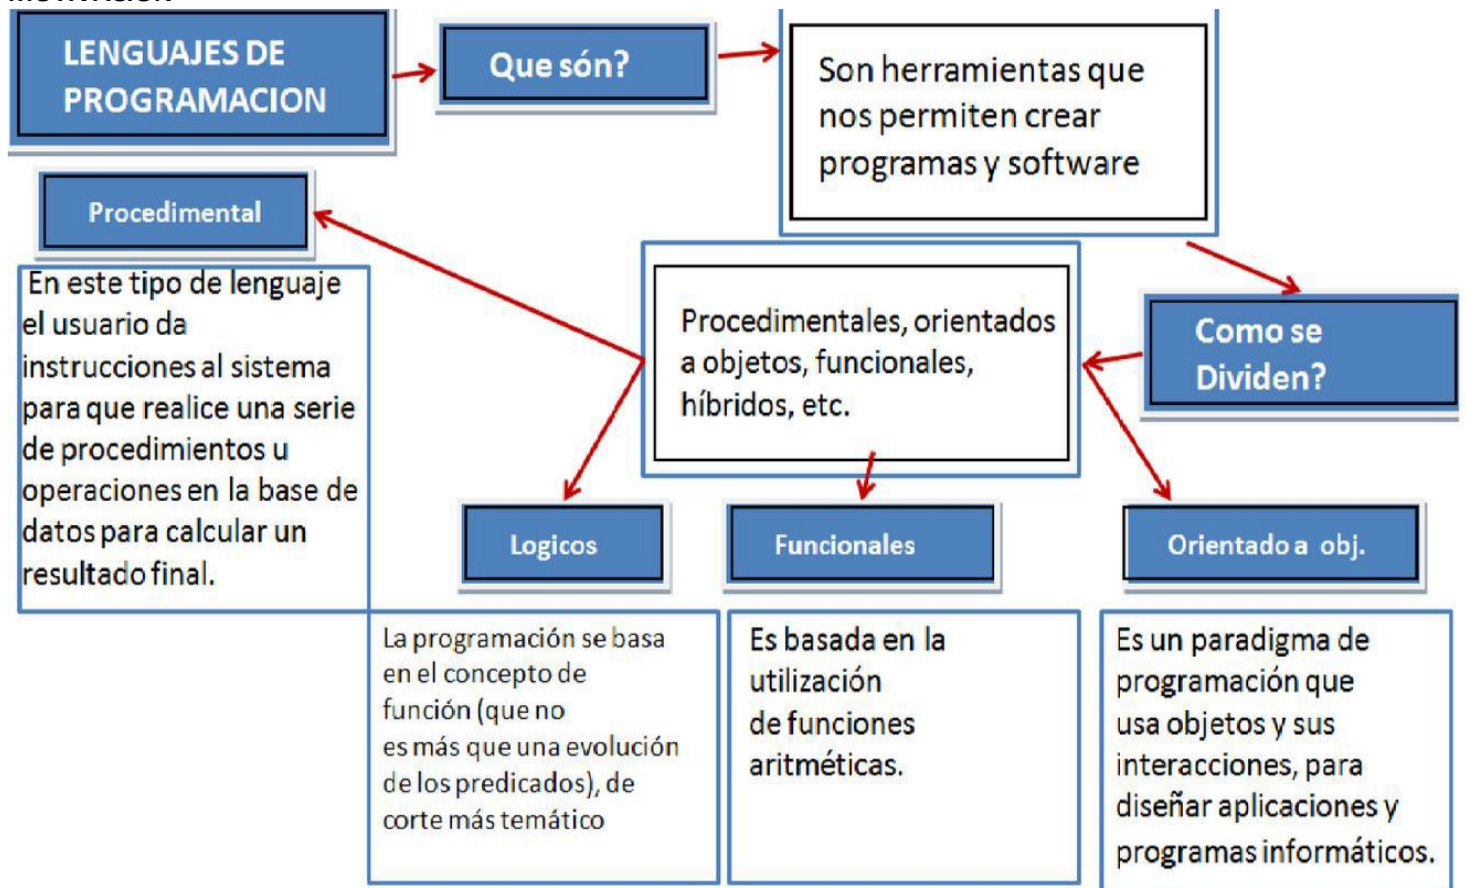 LENGUAJES DE
PROGRAMACION
Que són?
Son herramientas que
nos permiten crear
programas y software
Como se
Dividen?
Procedimentales, orientados
a objetos, funcionales,
híbridos, etc.
Procedimental
En este tipo de lenguaje
el usuario da
instrucciones al sistema
para que realice una serie
de procedimientos u
operaciones en la base de
datos para calcular un
resultado final.
Logicos
La programación se basa
en el concepto de
función (que no
es más que una evolución
de los predicados), de
corte más temático
Funcionales
Es basada en la
utilización
de funciones
aritméticas.
Orientado a obj.
Es un paradigma de
programación que
usa objetos y sus
interacciones, para
diseñar aplicaciones y
programas informáticos.